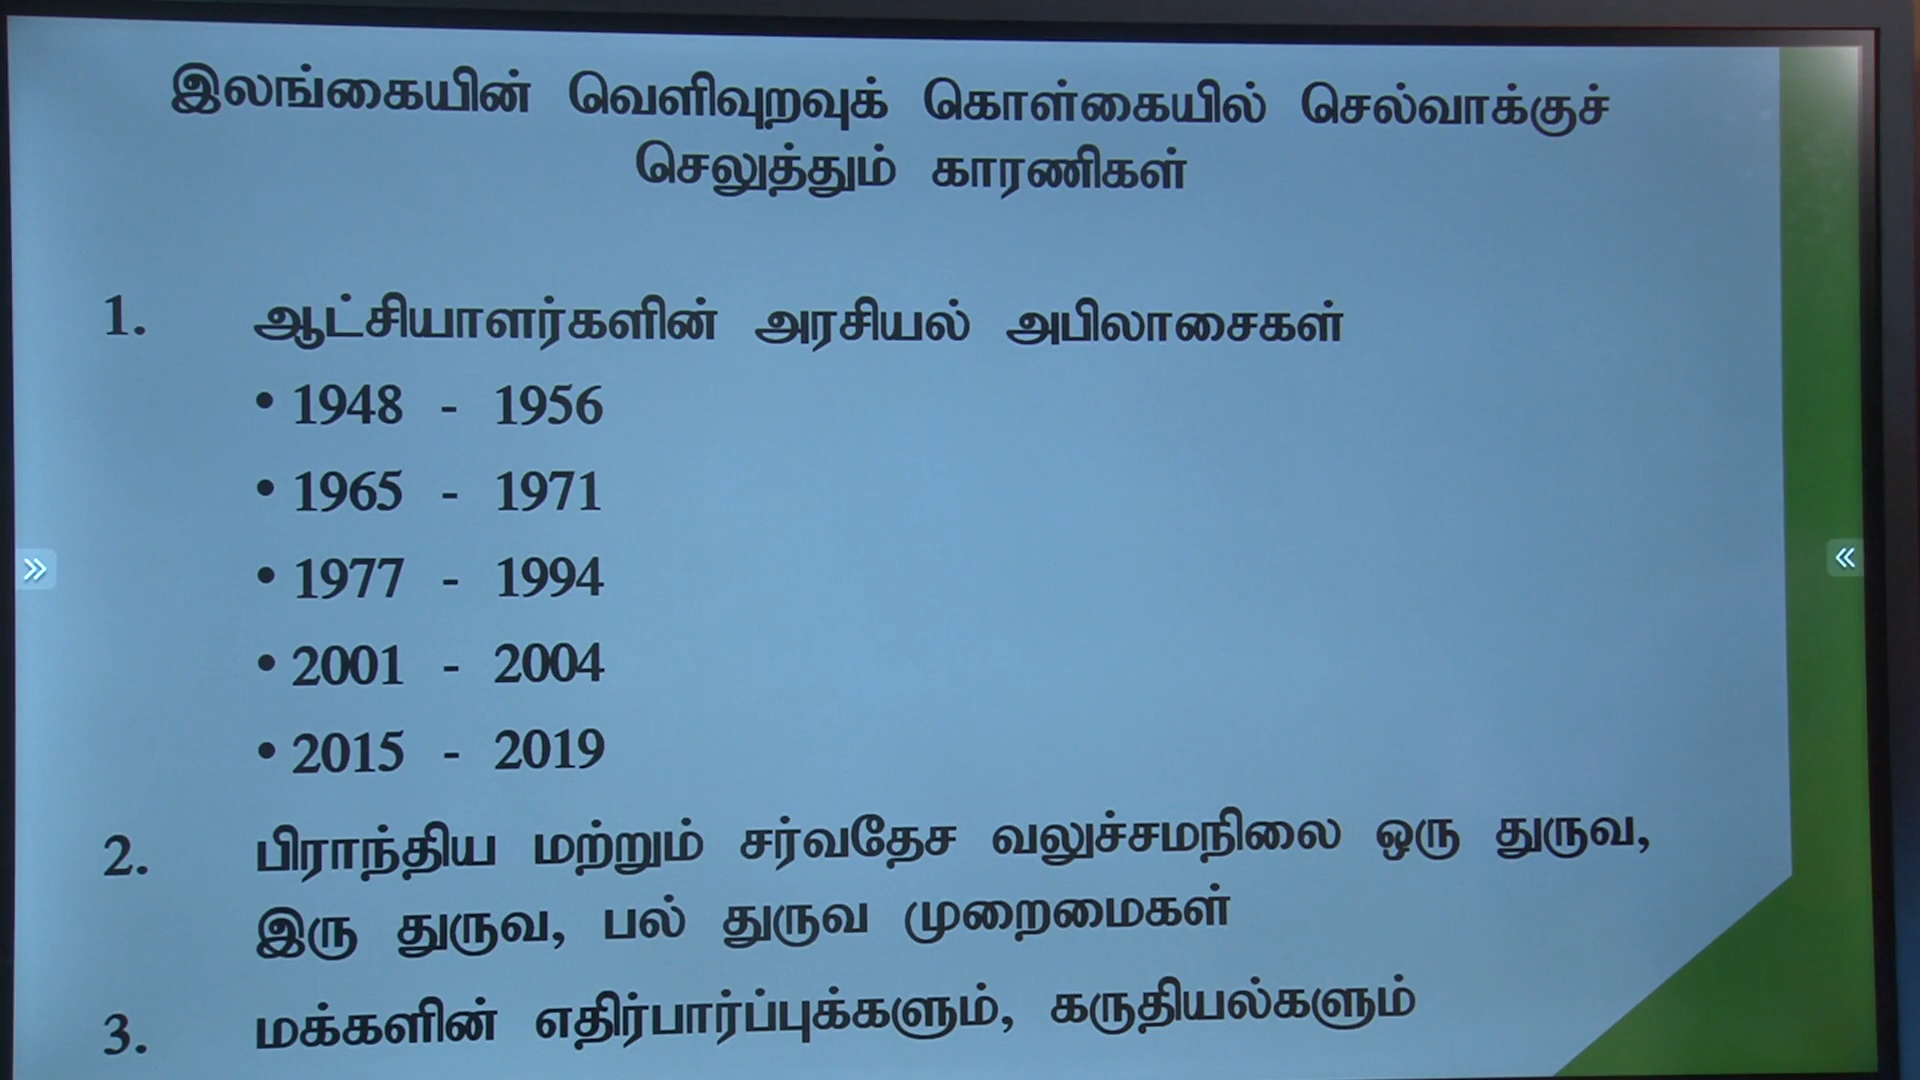 இலங்கையின் வெளிவுறவுக் கொள்கையில் செல்வாக்குச்
செலுத்தும் காரணிகள்
1. ஆட்சியாளர்களின் அரசியல் அபிலாசைகள்
• 1948 - 1956
• 1965 - 1971
• 1977 - 1994
• 2001 - 2004
• 2015 - 2019
2. பிராந்திய மற்றும் சர்வதேச வலுச்சமநிலை ஒரு துருவ,
இரு துருவ, பல் துருவ முறைமைகள்
3. மக்களின் எதிர்பார்ப்புக்களும், கருதியல்களும்